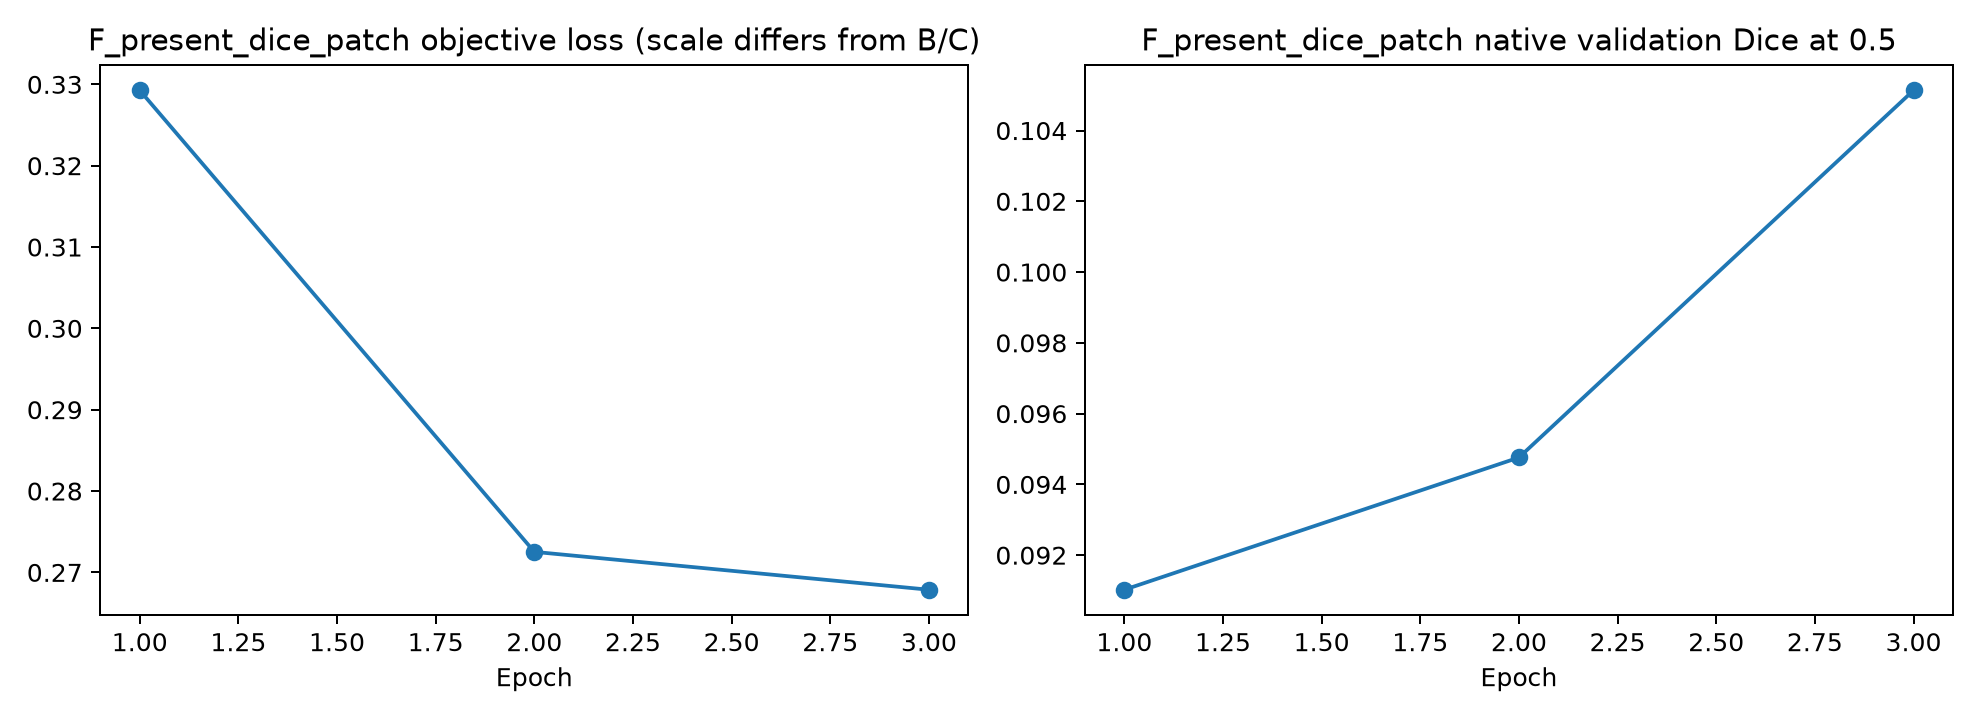 F_present_dice_patch objective loss (scale differs from B/C)
0.33
0.32
0.31
0.30
0.29
0.28
0.27
1.00 1.25 1.50 1.75 2.00 2.25 2.50 2.75 3.00
Epoch
F_present_dice_patch native validation Dice at 0.5
0.104
0.102
0.100
0.098
0.096
0.094
0.092
1.00 1.25 1.50 1.75 2.00 2.25 2.50 2.75 3.00
Epoch